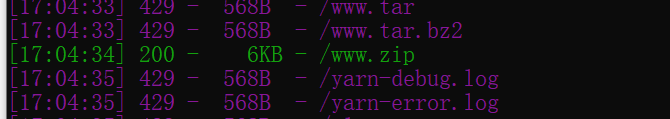 [17:04:33] 429 -  568B  - /www.tar
[17:04:33] 429 -  568B  - /www.tar.bz2
[17:04:34] 200 -    6KB - /www.zip
[17:04:35] 429 -  568B  - /yarn-debug.log
[17:04:35] 429 -  568B  - /yarn-error.log